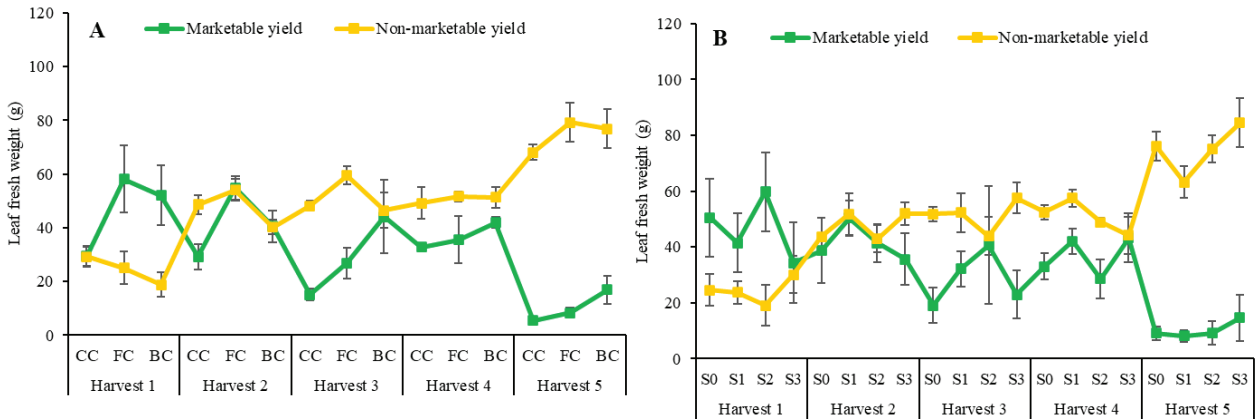 A
Marketable yield Non-marketable yield
Leaf fresh weight (g)
120
100
80
60
40
20
0
CC FC BC CC FC BC CC FC BC CC FC BC CC FC BC
Harvest 1 Harvest 2 Harvest 3 Harvest 4 Harvest 5
B
Marketable yield Non-marketable yield
Leaf fresh weight (g)
120
100
80
60
40
20
0
S0 S1 S2 S3 S0 S1 S2 S3 S0 S1 S2 S3 S0 S1 S2 S3 S0 S1 S2 S3
Harvest 1 Harvest 2 Harvest 3 Harvest 4 Harvest 5